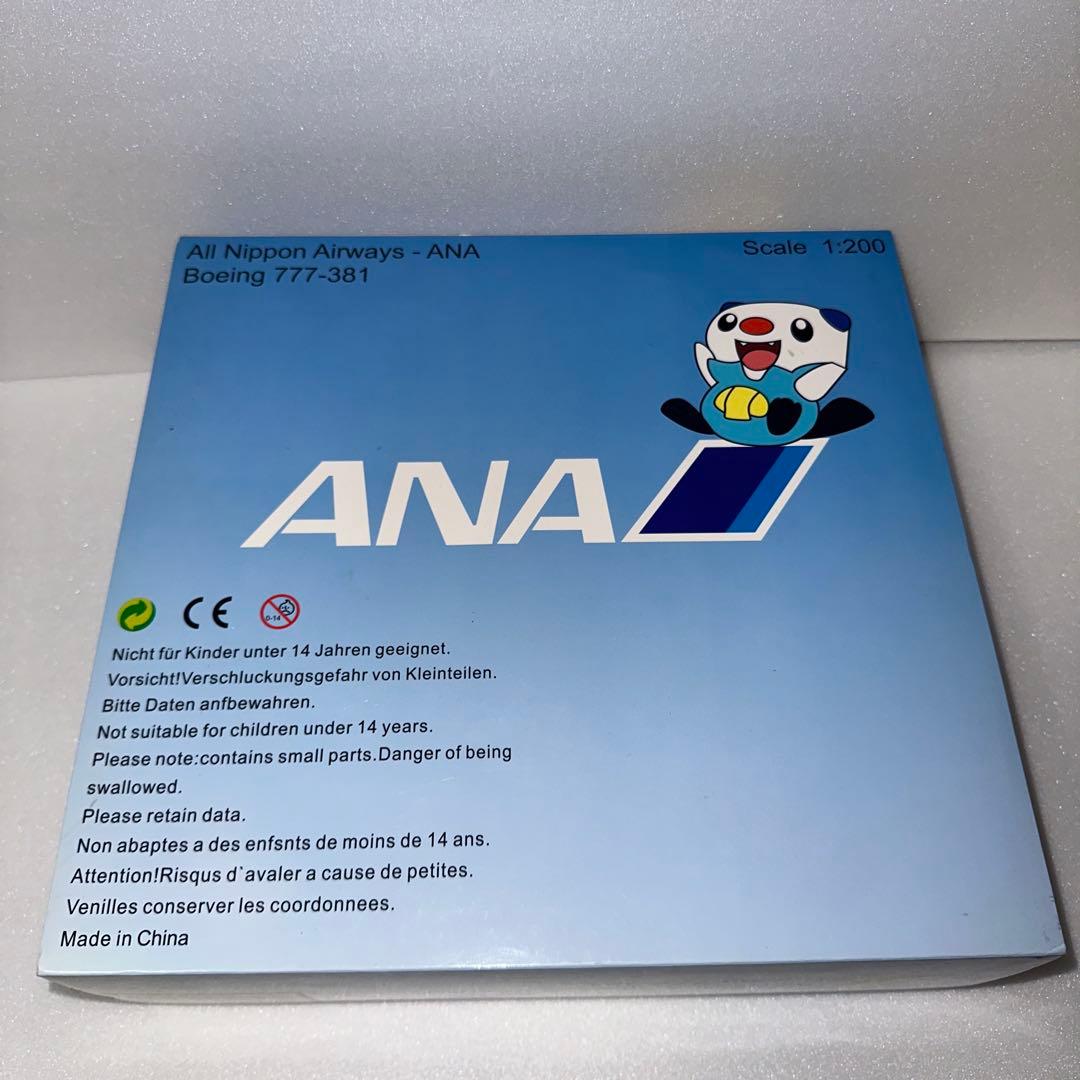 All Nippon Airways - ANA
Boeing 777-381
Scale 1:200
ANA
CE
0-14
Nicht für Kinder unter 14 Jahren geeignet.
Vorsicht!Verschluckungsgefahr von Kleinteilen.
Bitte Daten anfbewahren.
Not suitable for children under 14 years.
Please note:contains small parts.Danger of being
swallowed.
Please retain data.
Non abaptes a des enfsnts de moins de 14 ans.
Attention!Risqus d`avaler a cause de petites.
Venilles conserver les coordonnees.
Made in China